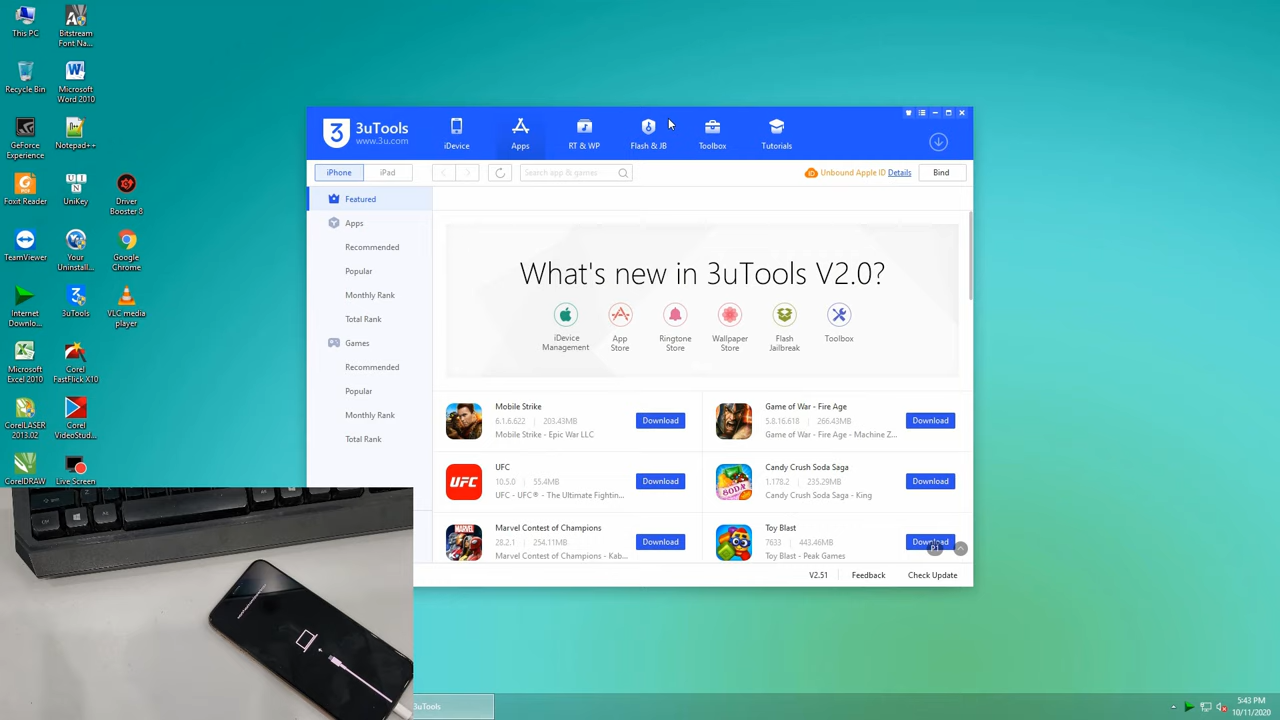 This PC
Bitstream
Font Na...
Recycle Bin
Microsoft
Word 2010
GeForce
Experience
Notepad++
Foxit Reader
UniKey
Driver
Booster 8
TeamViewer
Your
Uninstall...
Google
Chrome
Internet
Downlo...
3uTools
VLC media
player
Microsoft
Excel 2010
Corel
FastFlick X10
CorelLASER
2013.02
Corel
VideoStud...
CorelDRAW
Live Screen
3uTools
www.3u.com
iDevice
Apps
RT & WP
Flash & JB
Toolbox
Tutorials
iPhone
iPad
Search app & games
Unbound Apple ID Details
Bind
Featured
Apps
Recommended
Popular
Monthly Rank
Total Rank
Games
Recommended
Popular
Monthly Rank
Total Rank
What's new in 3uTools V2.0?
iDevice
Management
App
Store
Ringtone
Store
Wallpaper
Store
Flash
Jailbreak
Toolbox
Mobile Strike
6.1.6.622 | 203.43MB
Mobile Strike - Epic War LLC
Download
Game of War - Fire Age
5.8.16.618 | 266.43MB
Game of War - Fire Age - Machine Z...
Download
UFC
UFC
10.5.0 | 55.4MB
UFC - UFC® - The Ultimate Fightin...
Download
Candy Crush Soda Saga
1.178.2 | 235.29MB
Candy Crush Soda Saga - King
Download
Marvel Contest of Champions
28.2.1 | 254.11MB
Marvel Contest of Champions - Kab...
Download
Toy Blast
7633 | 443.46MB
Toy Blast - Peak Games
Download
P1
V2.51
Feedback
Check Update
3uTools
5:43 PM
10/11/2020